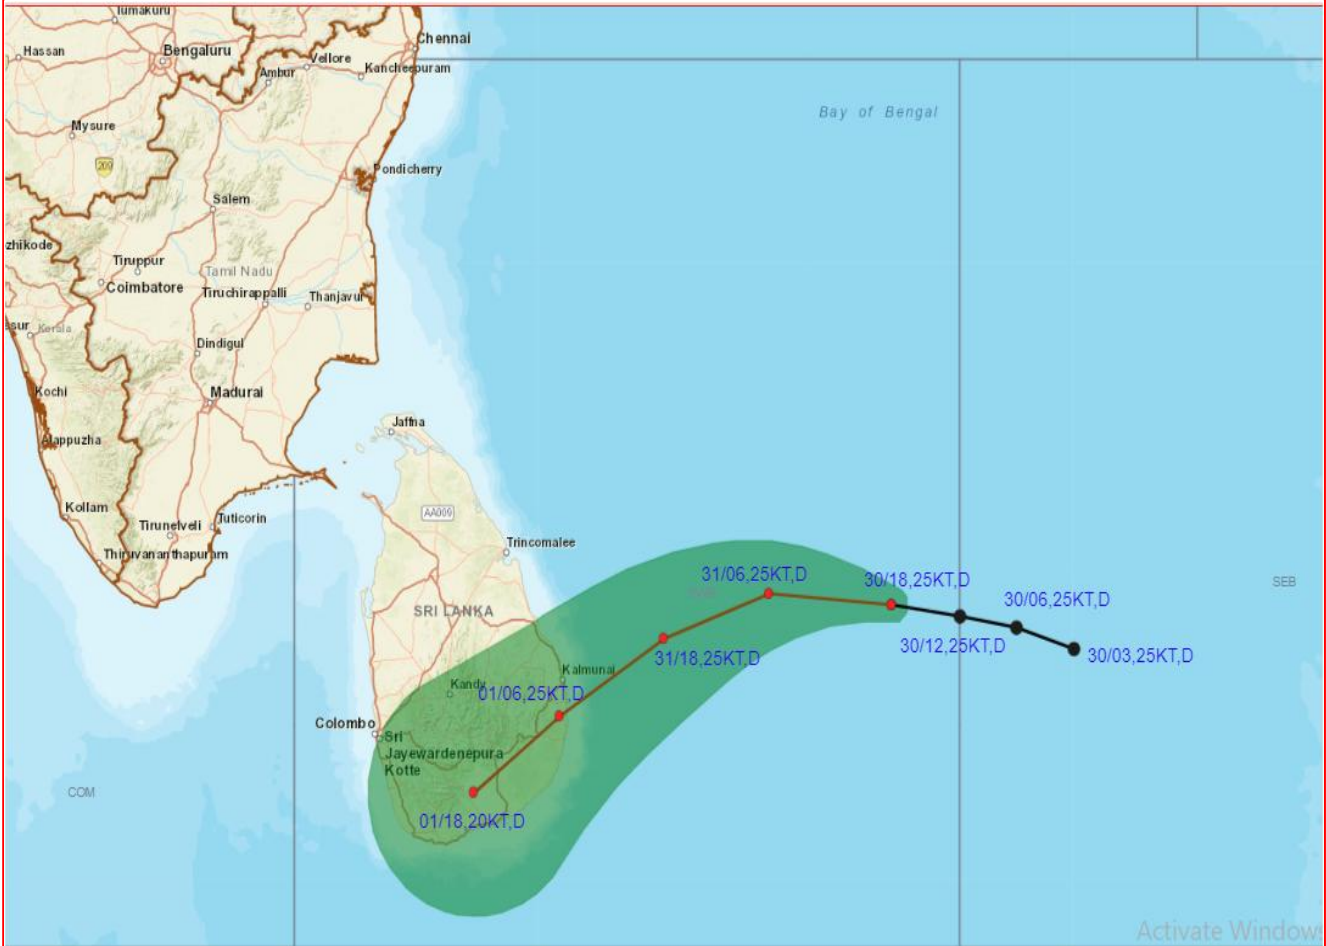 Tumakuru
Chennai
Hassan
Bengaluru
Vellore
Ambur
Kancheepuram
Bay of Bengal
Mysure
209
Pondicherry
Salem
zhikode
Tiruppur
Tamil Nadu
Coimbatore
Tiruchirappalli
Thanjavur
ssur
Kerala
Dindigul
Kochi
Madurai
Jaffna
Alappuzha
Kollam
AA009
Tirunelveli
Tuticorin
Trincomalee
Thiruvananthapuram
31/06,25KT,D
30/18,25KT,D
SEB
30/06,25KT,D
SRI LANKA
30/12,25KT,D
30/03,25KT,D
31/18,25KT,D
Kalmunai
Kandy
01/06,25KT,D
Colombo
Sri
Jayewardenepura
Kotte
COM
01/18,20KT,D
Activate Windows